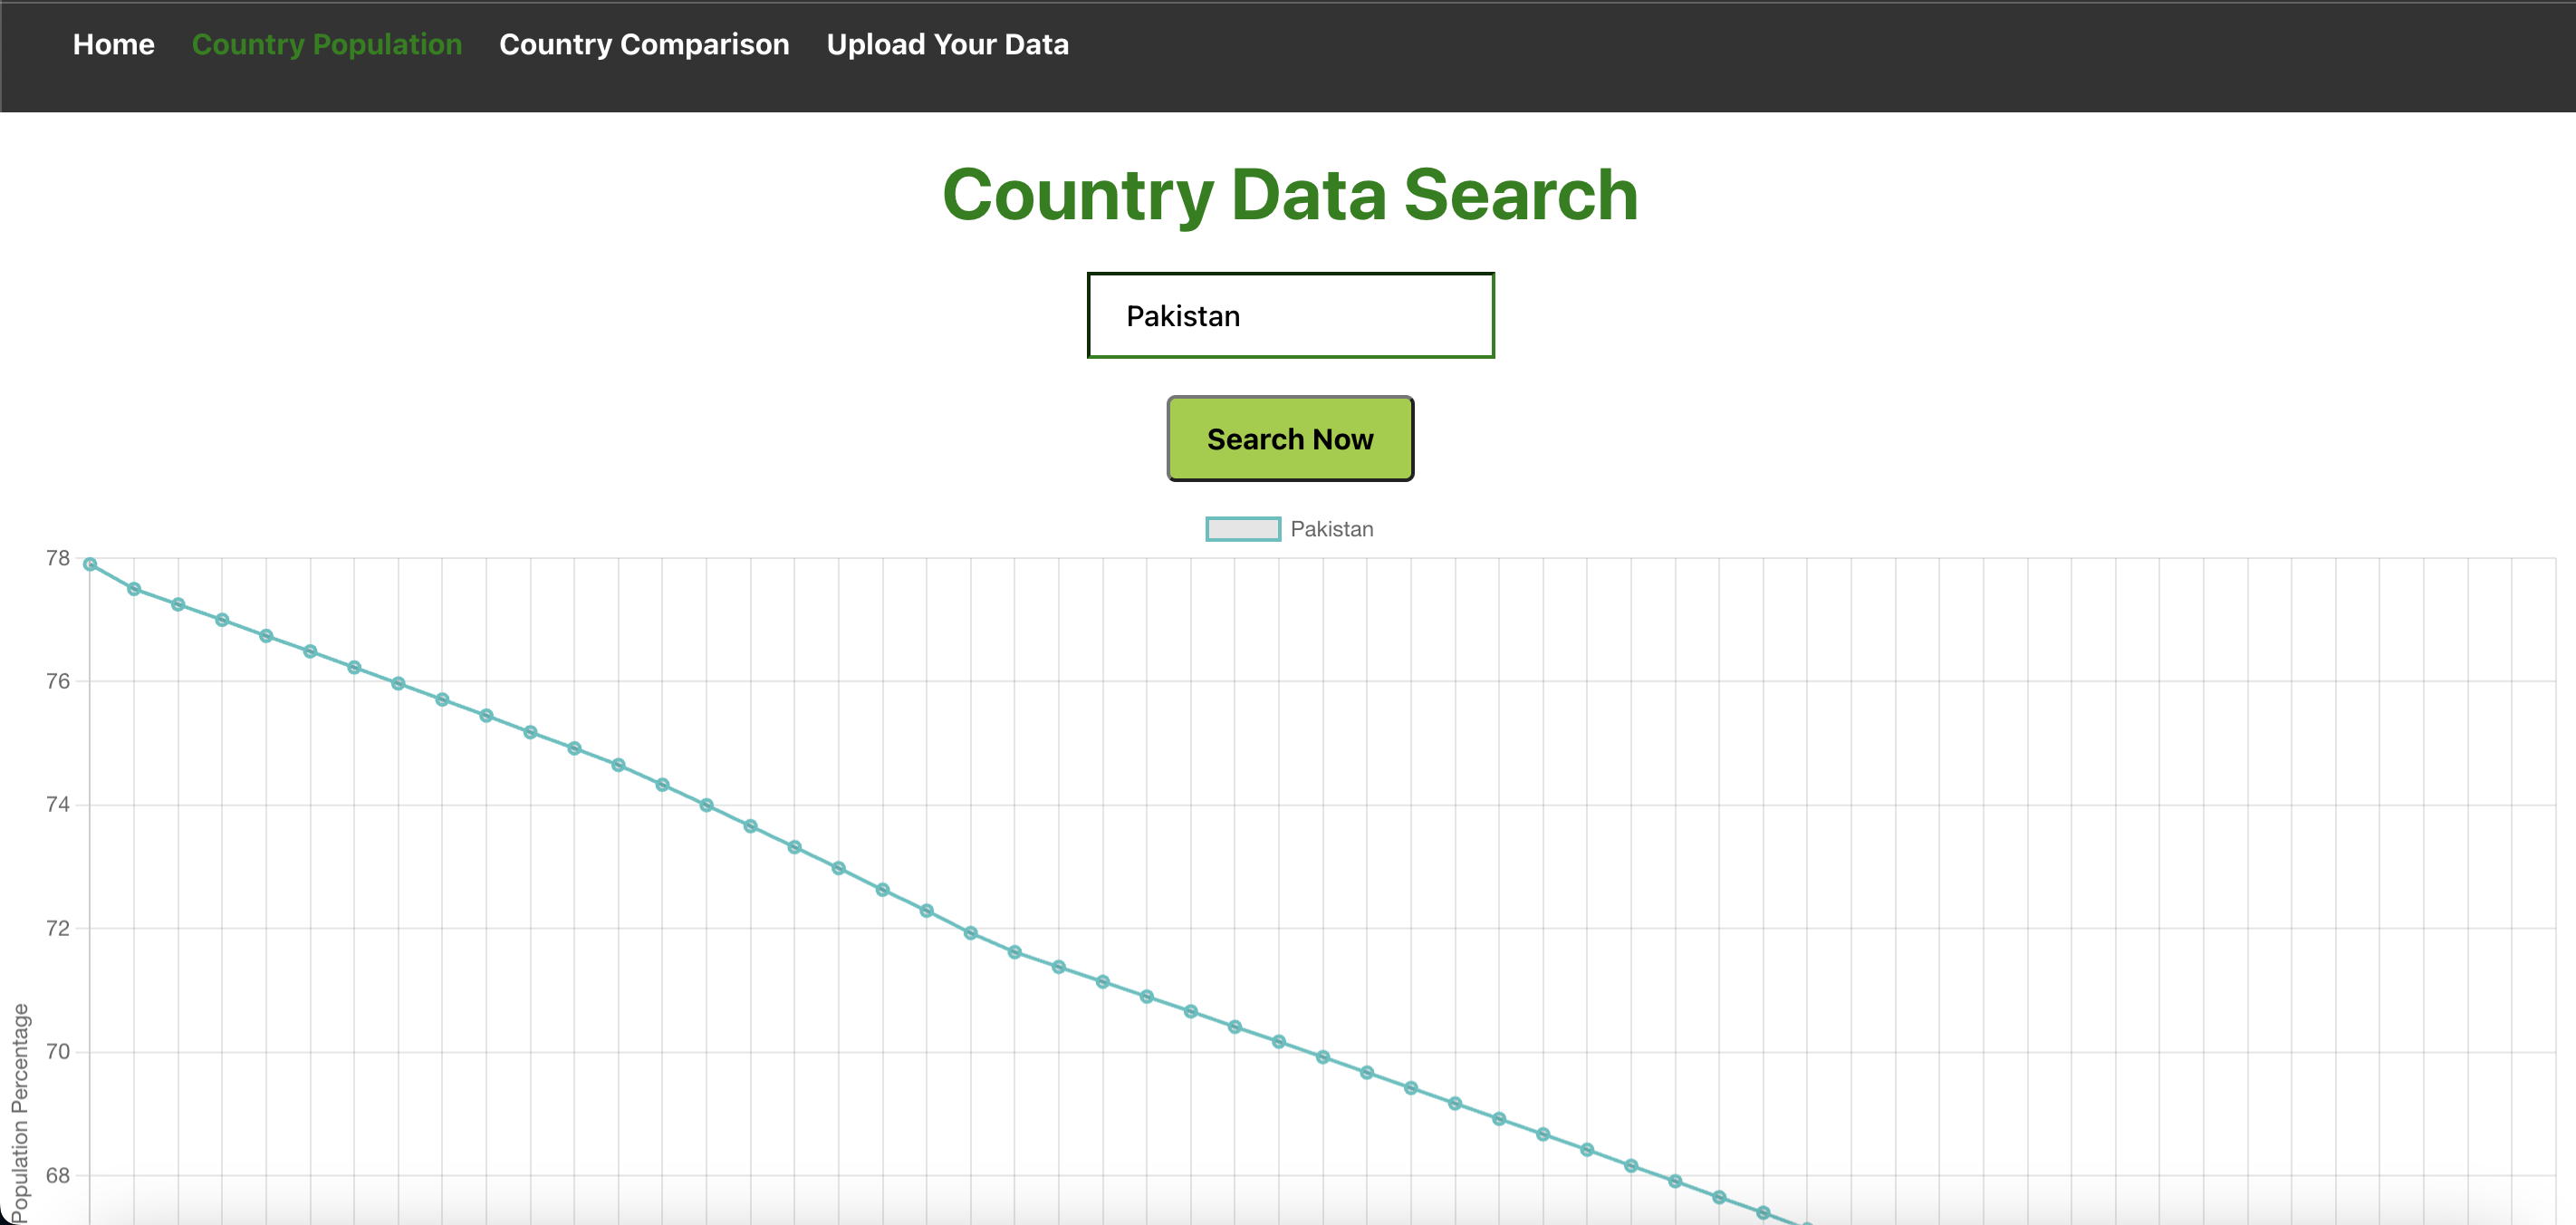 Home Country Population Country Comparison Upload Your Data
Country Data Search
Pakistan
Search Now
Pakistan
78
76
74
72
70
68
Population Percentage